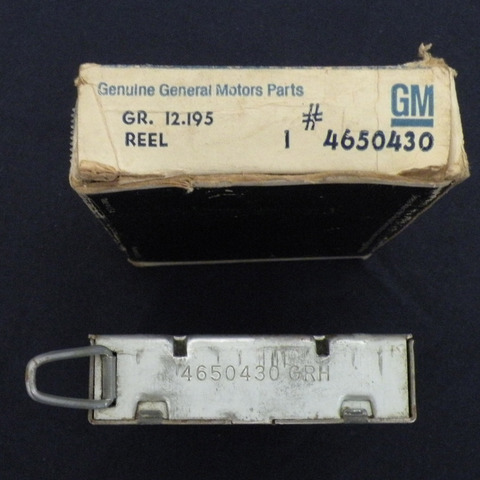 Genuine General Motors Parts
GM
GR. 12.195
REEL
1 # 4650430
4650430 GRH